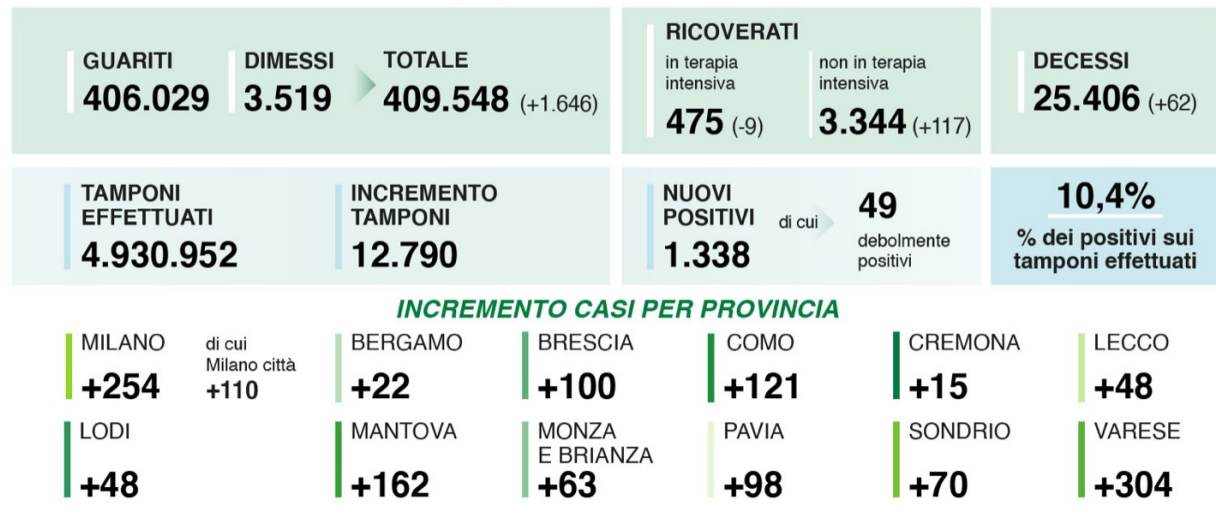 GUARITI
406.029
DIMESSI
3.519
TOTALE
409.548 (+1.646)
RICOVERATI
in terapia
intensiva
475 (-9)
non in terapia
intensiva
3.344 (+117)
DECESSI
25.406 (+62)
TAMPONI
EFFETTUATI
4.930.952
INCREMENTO
TAMPONI
12.790
NUOVI
POSITIVI
1.338
di cui
49
debolmente
positivi
10,4%
% dei positivi sui
tamponi effettuati
INCREMENTO CASI PER PROVINCIA
MILANO
+254
di cui
Milano città
+110
BERGAMO
+22
BRESCIA
+100
COMO
+121
CREMONA
+15
LECCO
+48
LODI
+48
MANTOVA
+162
MONZA
E BRIANZA
+63
PAVIA
+98
SONDRIO
+70
VARESE
+304